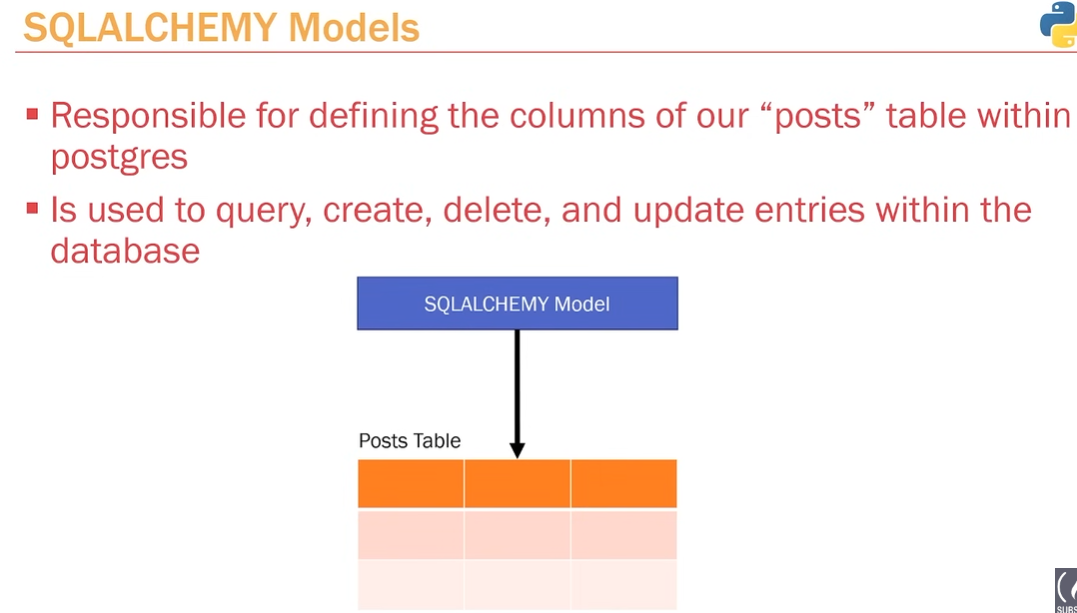 SQLALCHEMY Models
Responsible for defining the columns of our “posts” table within
postgres
Is used to query, create, delete, and update entries within the
database
SQLALCHEMY Model
Posts Table
SUBS